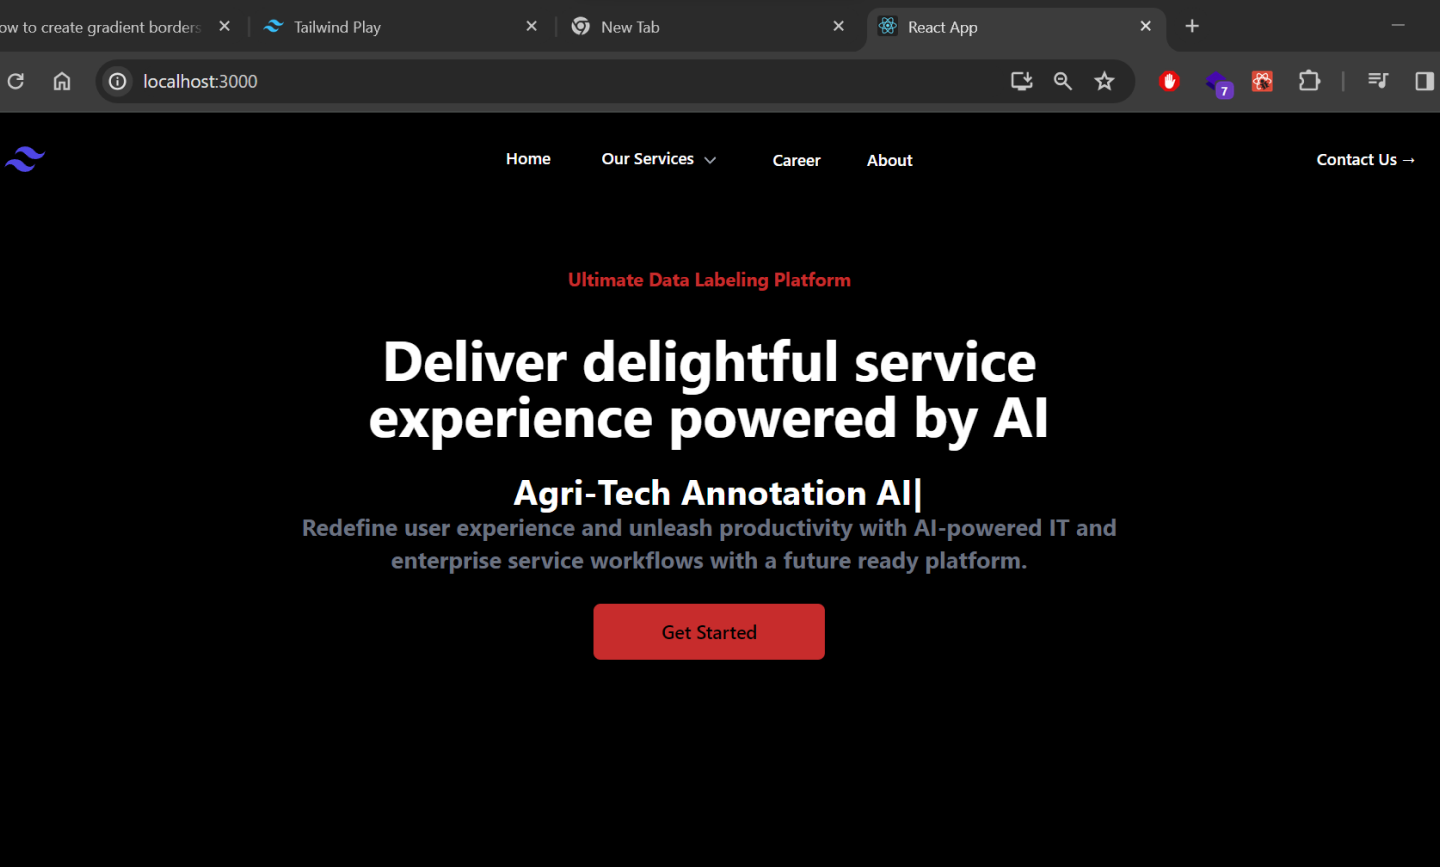 ow to create gradient borders
Tailwind Play
New Tab
React App
localhost:3000
7
Home
Our Services
Career
About
Contact Us →
Ultimate Data Labeling Platform
Deliver delightful service
experience powered by AI
Agri-Tech Annotation AI|
Redefine user experience and unleash productivity with AI-powered IT and
enterprise service workflows with a future ready platform.
Get Started